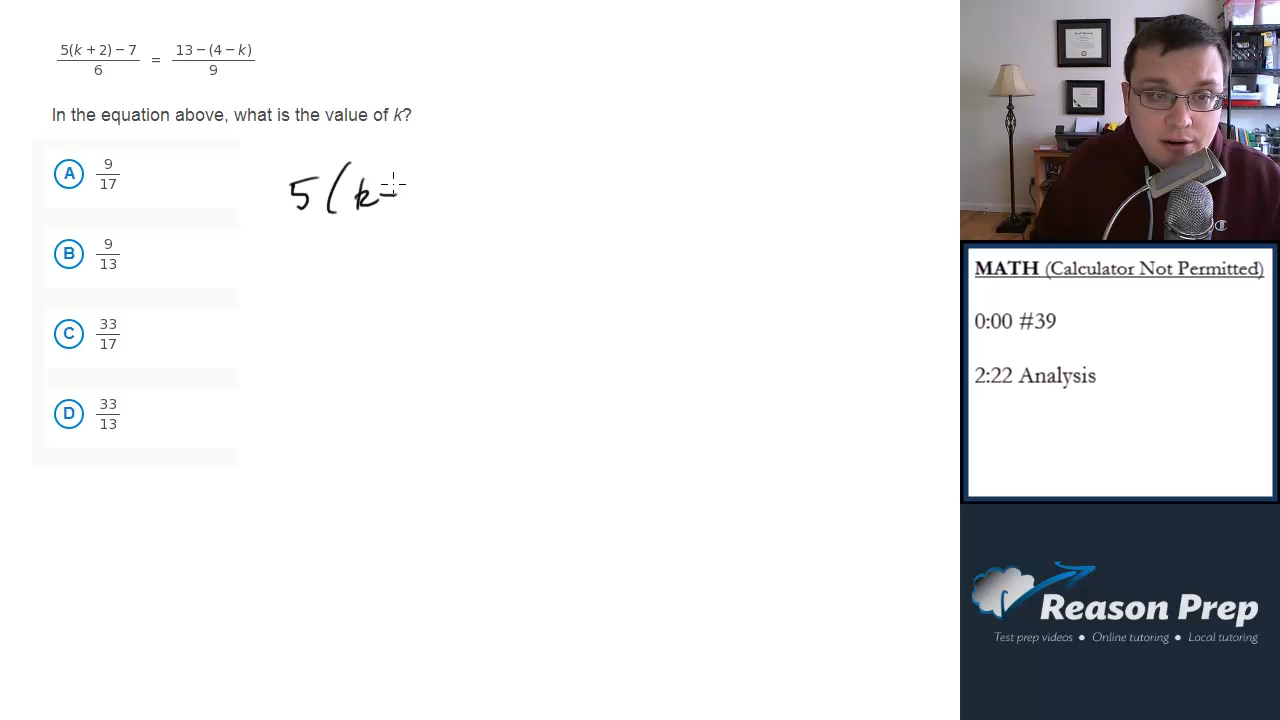 5(k + 2) − 7 / 6 = 13 − (4 − k) / 9
In the equation above, what is the value of k?
A 9/17
B 9/13
C 33/17
D 33/13
5(k
MATH (Calculator Not Permitted)
0:00 #39
2:22 Analysis
Reason Prep
Test prep videos ● Online tutoring ● Local tutoring